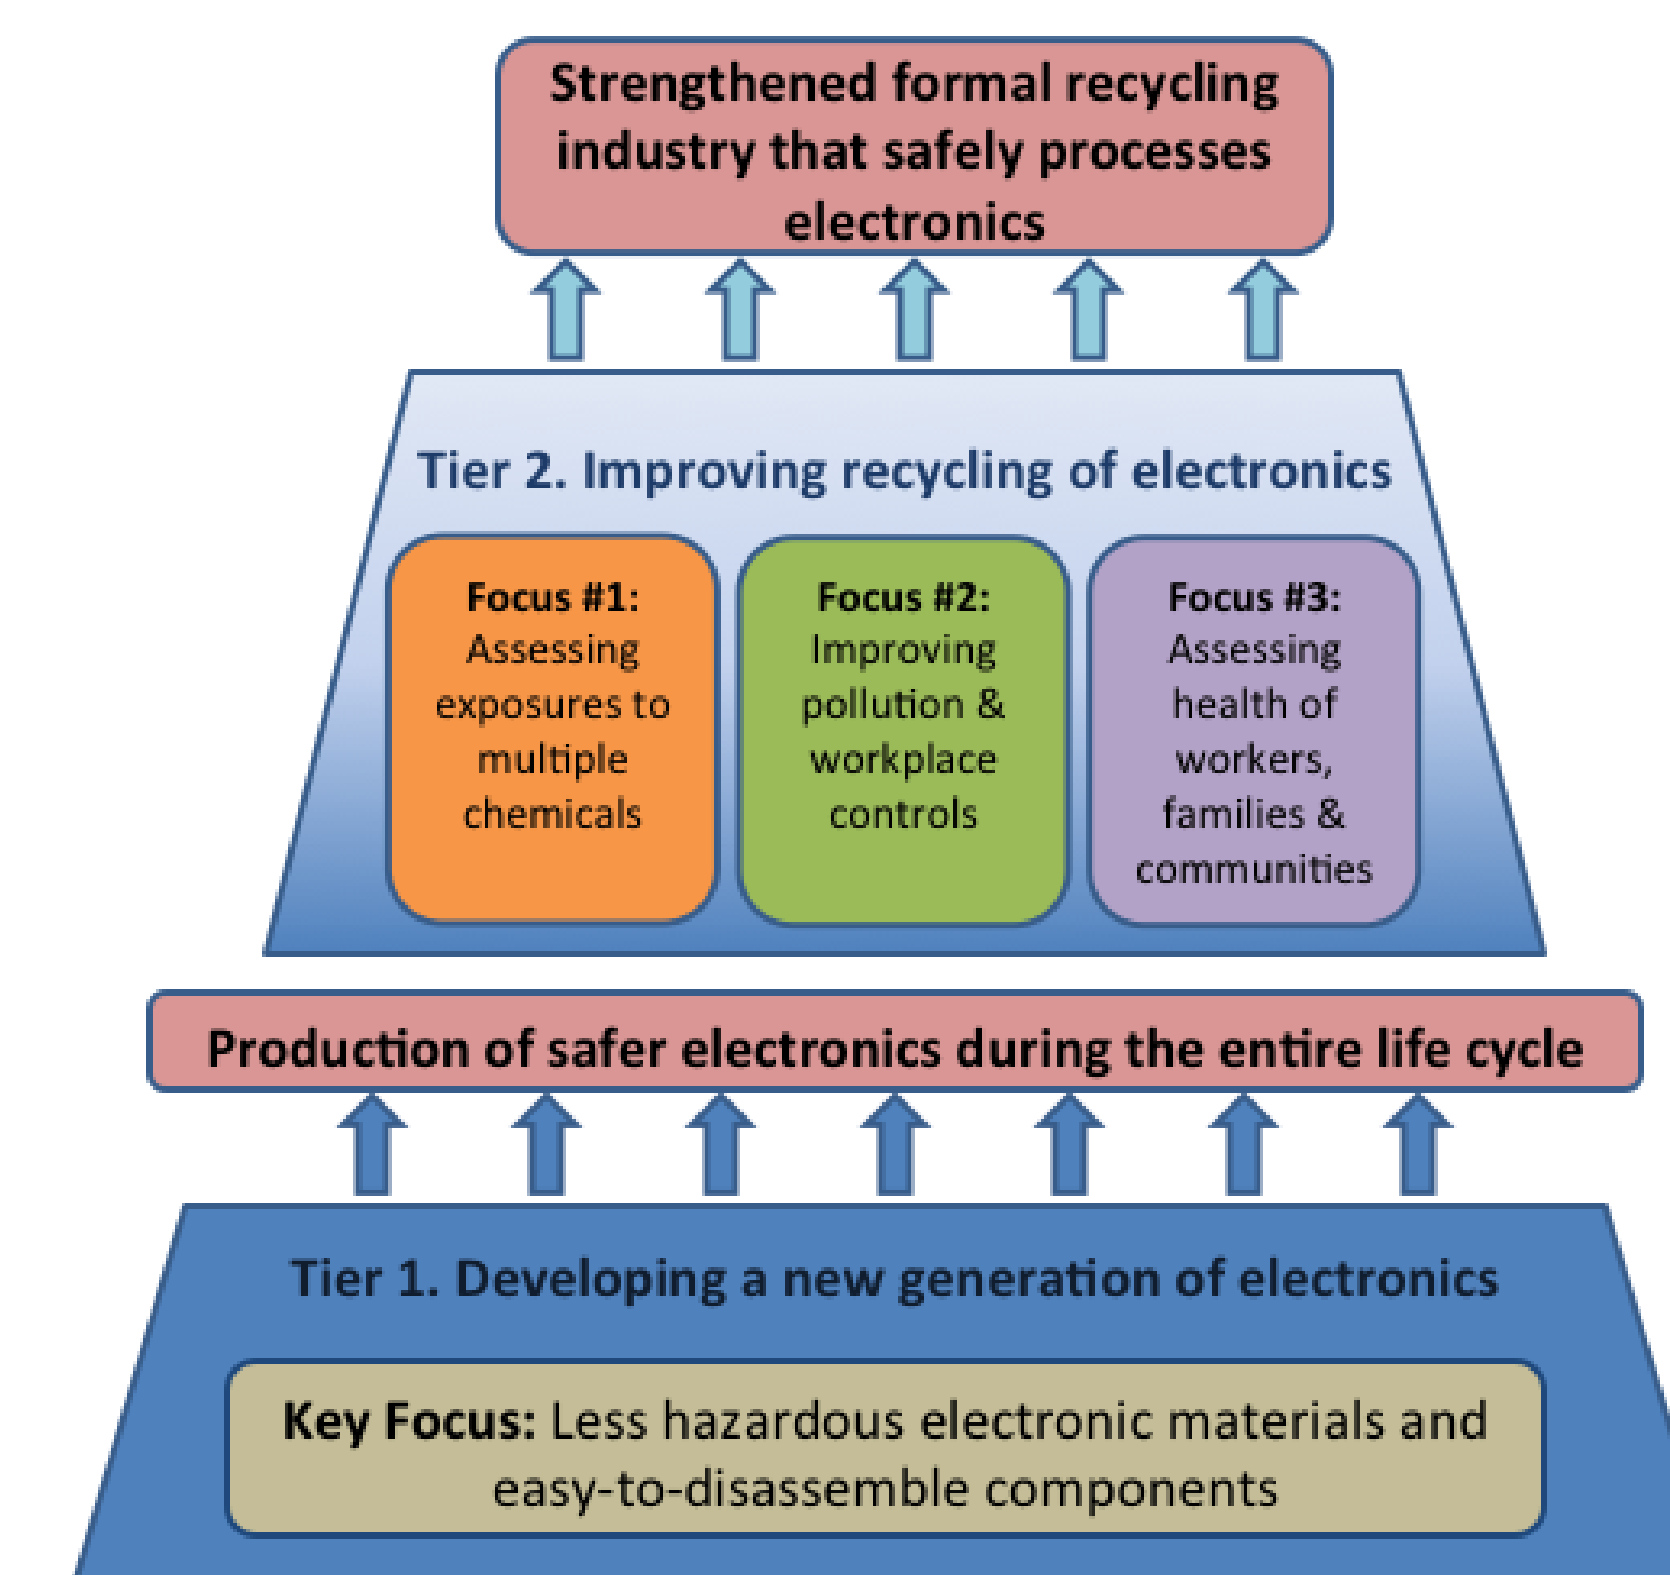 Strengthened formal recycling
industry that safely processes
electronics
Tier 2. Improving recycling of electronics
Focus #1:
Assessing
exposures to
multiple
chemicals
Focus #2:
Improving
pollution &
workplace
controls
Focus #3:
Assessing
health of
workers,
families &
communities
Production of safer electronics during the entire life cycle
Tier 1. Developing a new generation of electronics
Key Focus: Less hazardous electronic materials and
easy-to-disassemble components